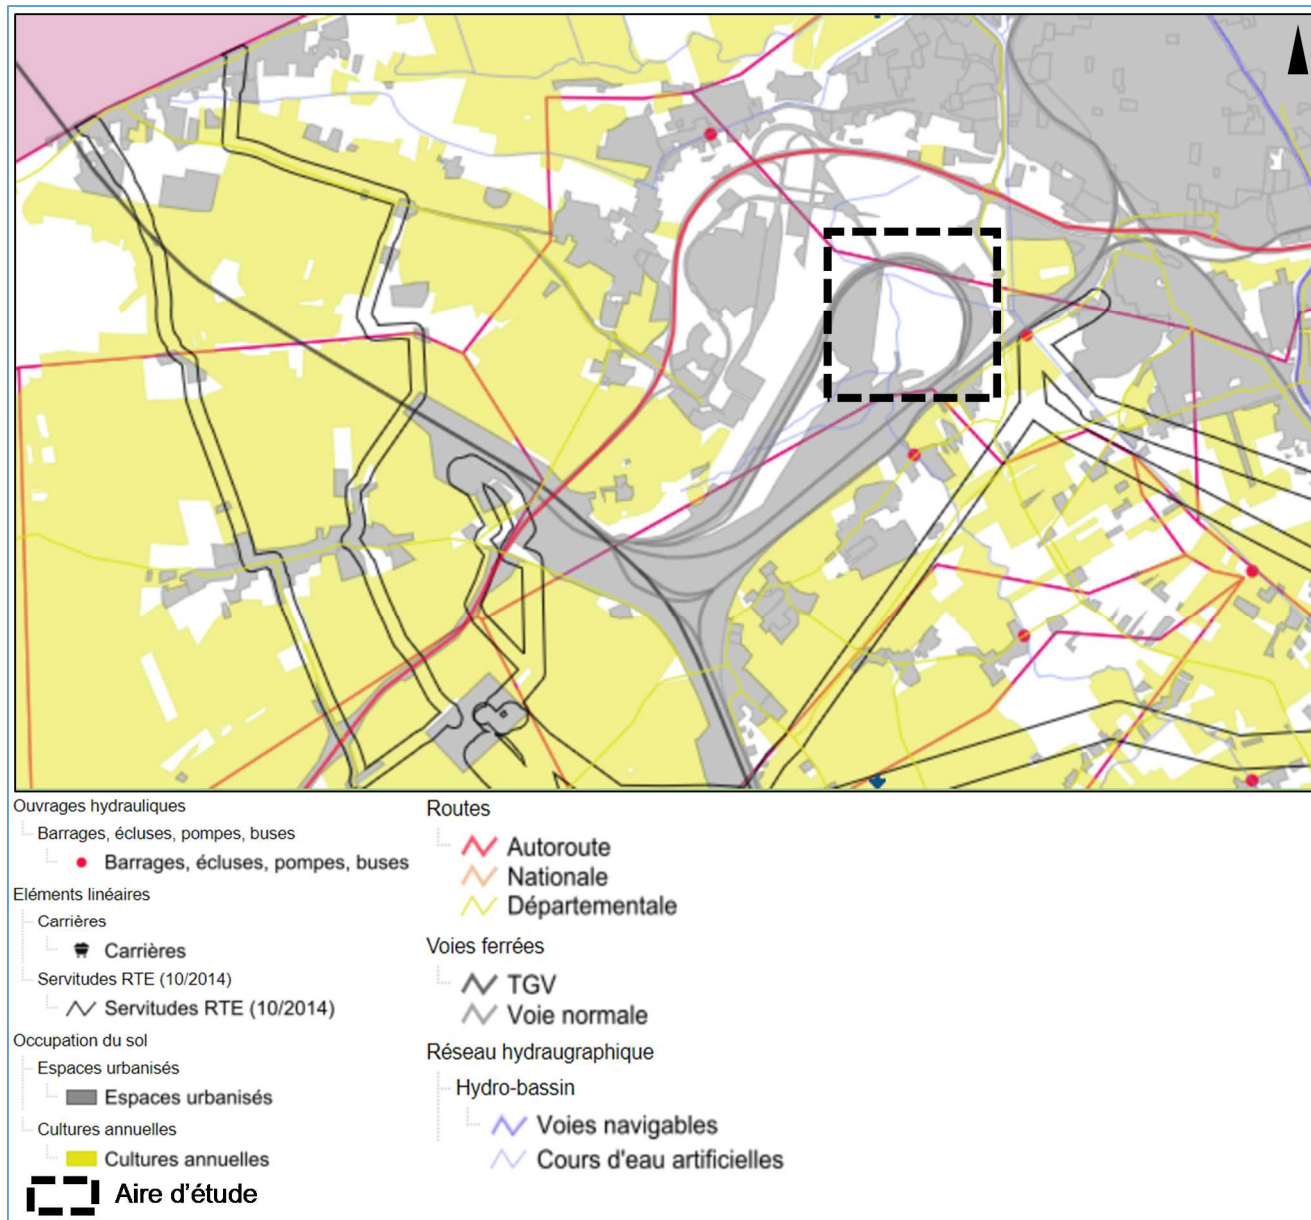 Ouvrages hydrauliques
Barrages, écluses, pompes, buses
Barrages, écluses, pompes, buses
Eléments linéaires
Carrières
Carrières
Servitudes RTE (10/2014)
Servitudes RTE (10/2014)
Occupation du sol
Espaces urbanisés
Espaces urbanisés
Cultures annuelles
Cultures annuelles
Aire d'étude
Routes
Autoroute
Nationale
Départementale
Voies ferrées
TGV
Voie normale
Réseau hydraugraphique
Hydro-bassin
Voies navigables
Cours d'eau artificielles